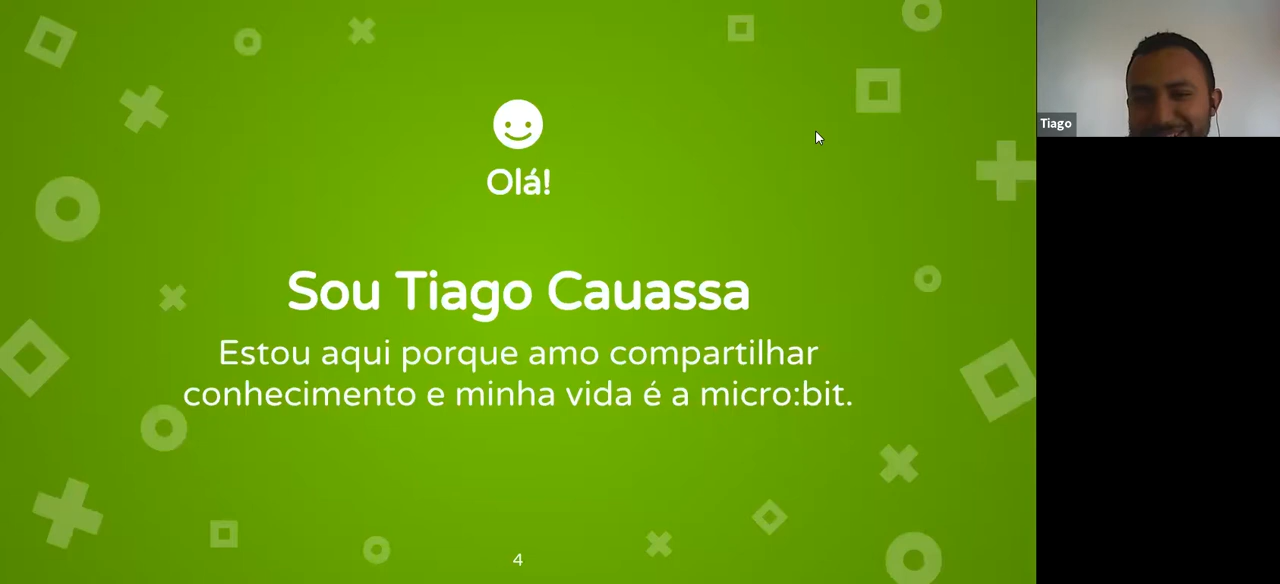 Olá!
Sou Tiago Cauassa
Estou aqui porque amo compartilhar
conhecimento e minha vida é a micro:bit.
4
Tiago